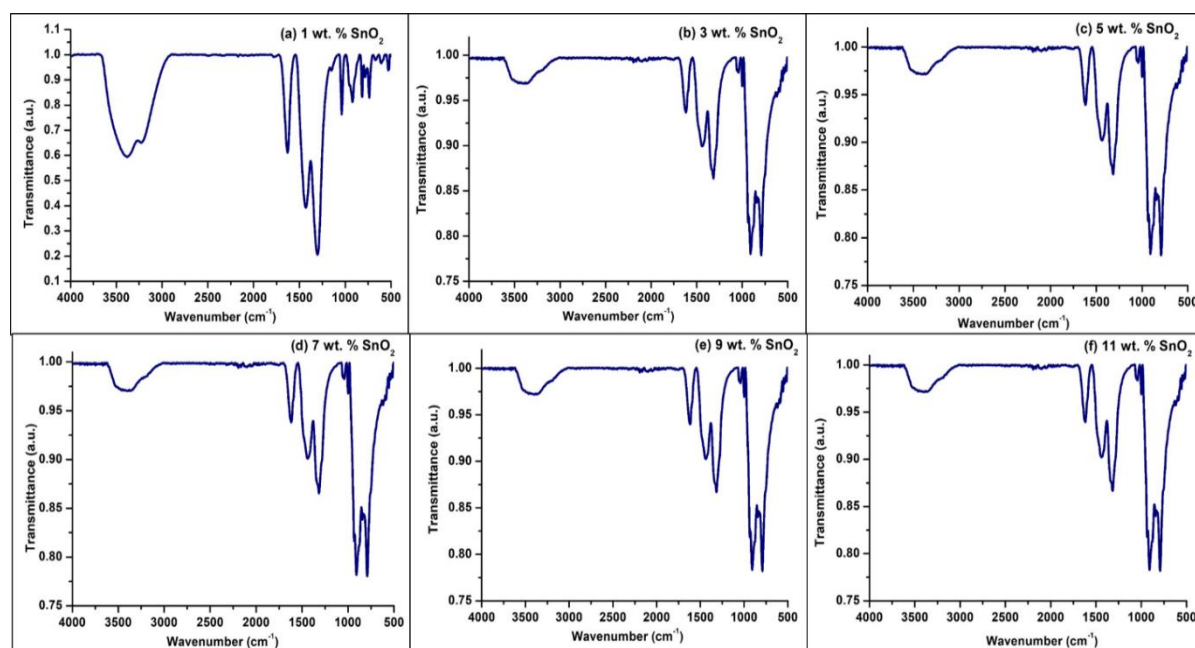 (a) 1 wt. % SnO₂
1.1
1.0
0.9
0.8
0.7
0.6
0.5
0.4
0.3
0.2
0.1
Transmittance (a.u.)
4000 3500 3000 2500 2000 1500 1000 500
Wavenumber (cm⁻¹)
(b) 3 wt. % SnO₂
1.00
0.95
0.90
0.85
0.80
0.75
Transmittance (a.u.)
4000 3500 3000 2500 2000 1500 1000 500
Wavenumber (cm⁻¹)
(c) 5 wt. % SnO₂
1.00
0.95
0.90
0.85
0.80
0.75
Transmittance (a.u.)
4000 3500 3000 2500 2000 1500 1000 500
Wavenumber (cm⁻¹)
(d) 7 wt. % SnO₂
1.00
0.95
0.90
0.85
0.80
0.75
Transmittance (a.u.)
4000 3500 3000 2500 2000 1500 1000 500
Wavenumber (cm⁻¹)
(e) 9 wt. % SnO₂
1.00
0.95
0.90
0.85
0.80
0.75
Transmittance (a.u.)
4000 3500 3000 2500 2000 1500 1000 500
Wavenumber (cm⁻¹)
(f) 11 wt. % SnO₂
1.00
0.95
0.90
0.85
0.80
0.75
Transmittance (a.u.)
4000 3500 3000 2500 2000 1500 1000 500
Wavenumber (cm⁻¹)